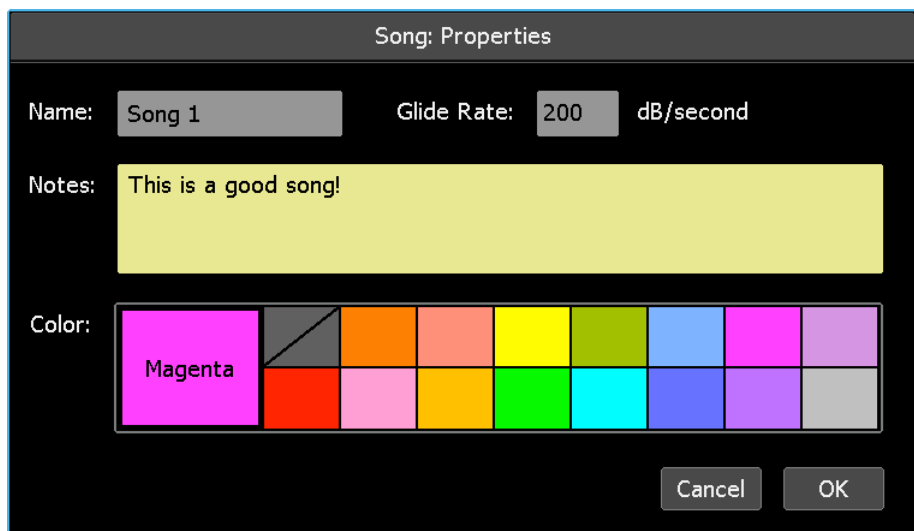 Song: Properties
Name: Song 1 Glide Rate: 200 dB/second
Notes: This is a good song!
Color:
Magenta
Cancel OK